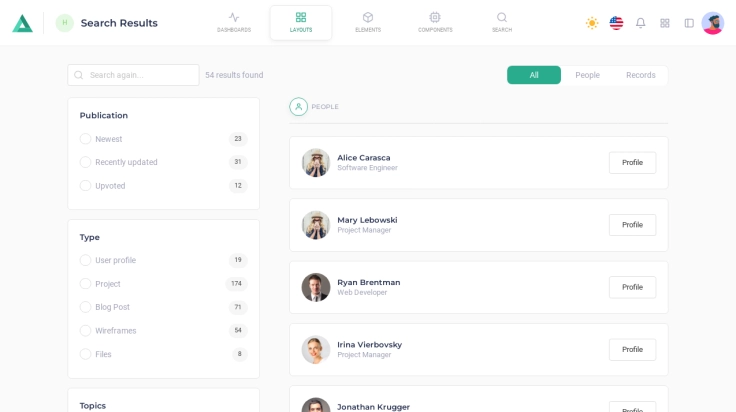 H
Search Results
DASHBOARDS
LAYOUTS
ELEMENTS
COMPONENTS
SEARCH
Search again...
54 results found
All
People
Records
Publication
Newest
23
Recently updated
31
Upvoted
12
Type
User profile
19
Project
174
Blog Post
71
Wireframes
54
Files
8
Topics
PEOPLE
Alice Carasca
Software Engineer
Profile
Mary Lebowski
Project Manager
Profile
Ryan Brentman
Web Developer
Profile
Irina Vierbovsky
Project Manager
Profile
Jonathan Krugger
Profile